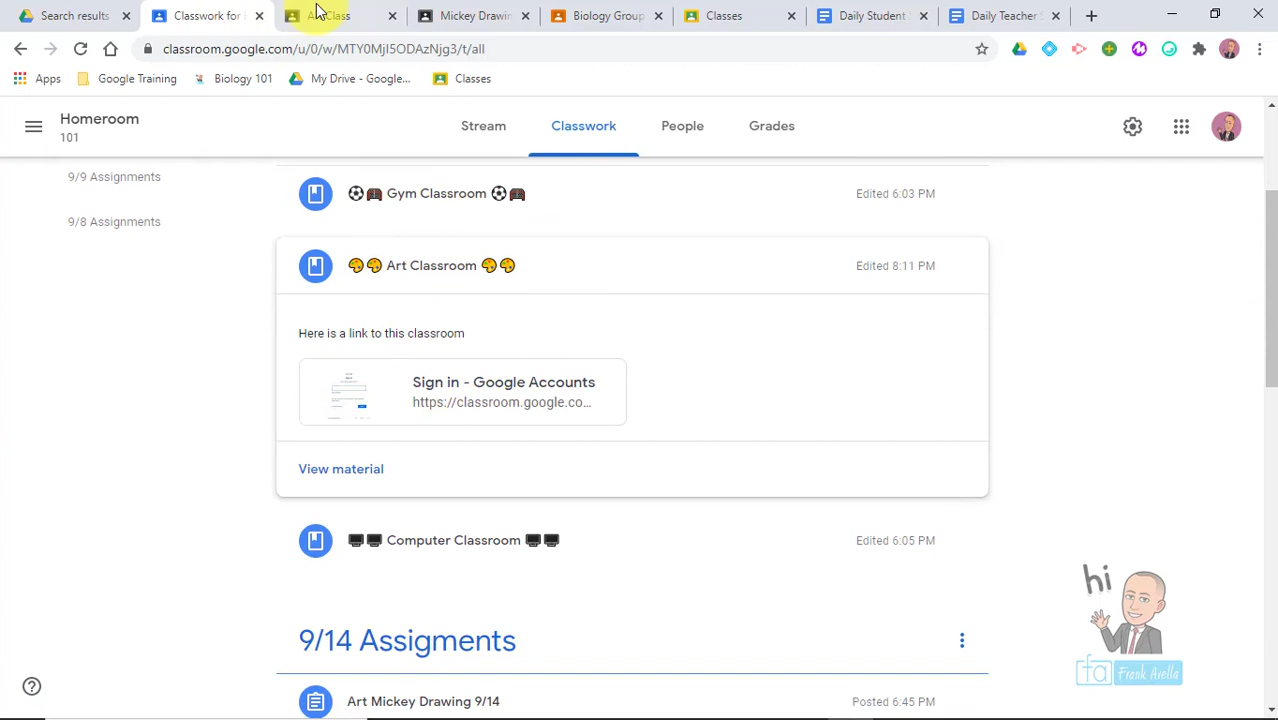 Search results
Classwork for
Class
Mickey Drawin
Biology Group
Classes
Daily Student
Daily Teacher
classroom.google.com/u/0/w/MTY0MjI5ODAzNjg3/t/all
Apps
Google Training
Biology 101
My Drive - Google...
Classes
Homeroom
101
Stream
Classwork
People
Grades
9/9 Assignments
9/8 Assignments
Gym Classroom
Edited 6:03 PM
Art Classroom
Edited 8:11 PM
Here is a link to this classroom
Sign in - Google Accounts
https://classroom.google.co...
View material
Computer Classroom
Edited 6:05 PM
9/14 Assigments
Art Mickey Drawing 9/14
Posted 6:45 PM
hi
fa Frank Avella